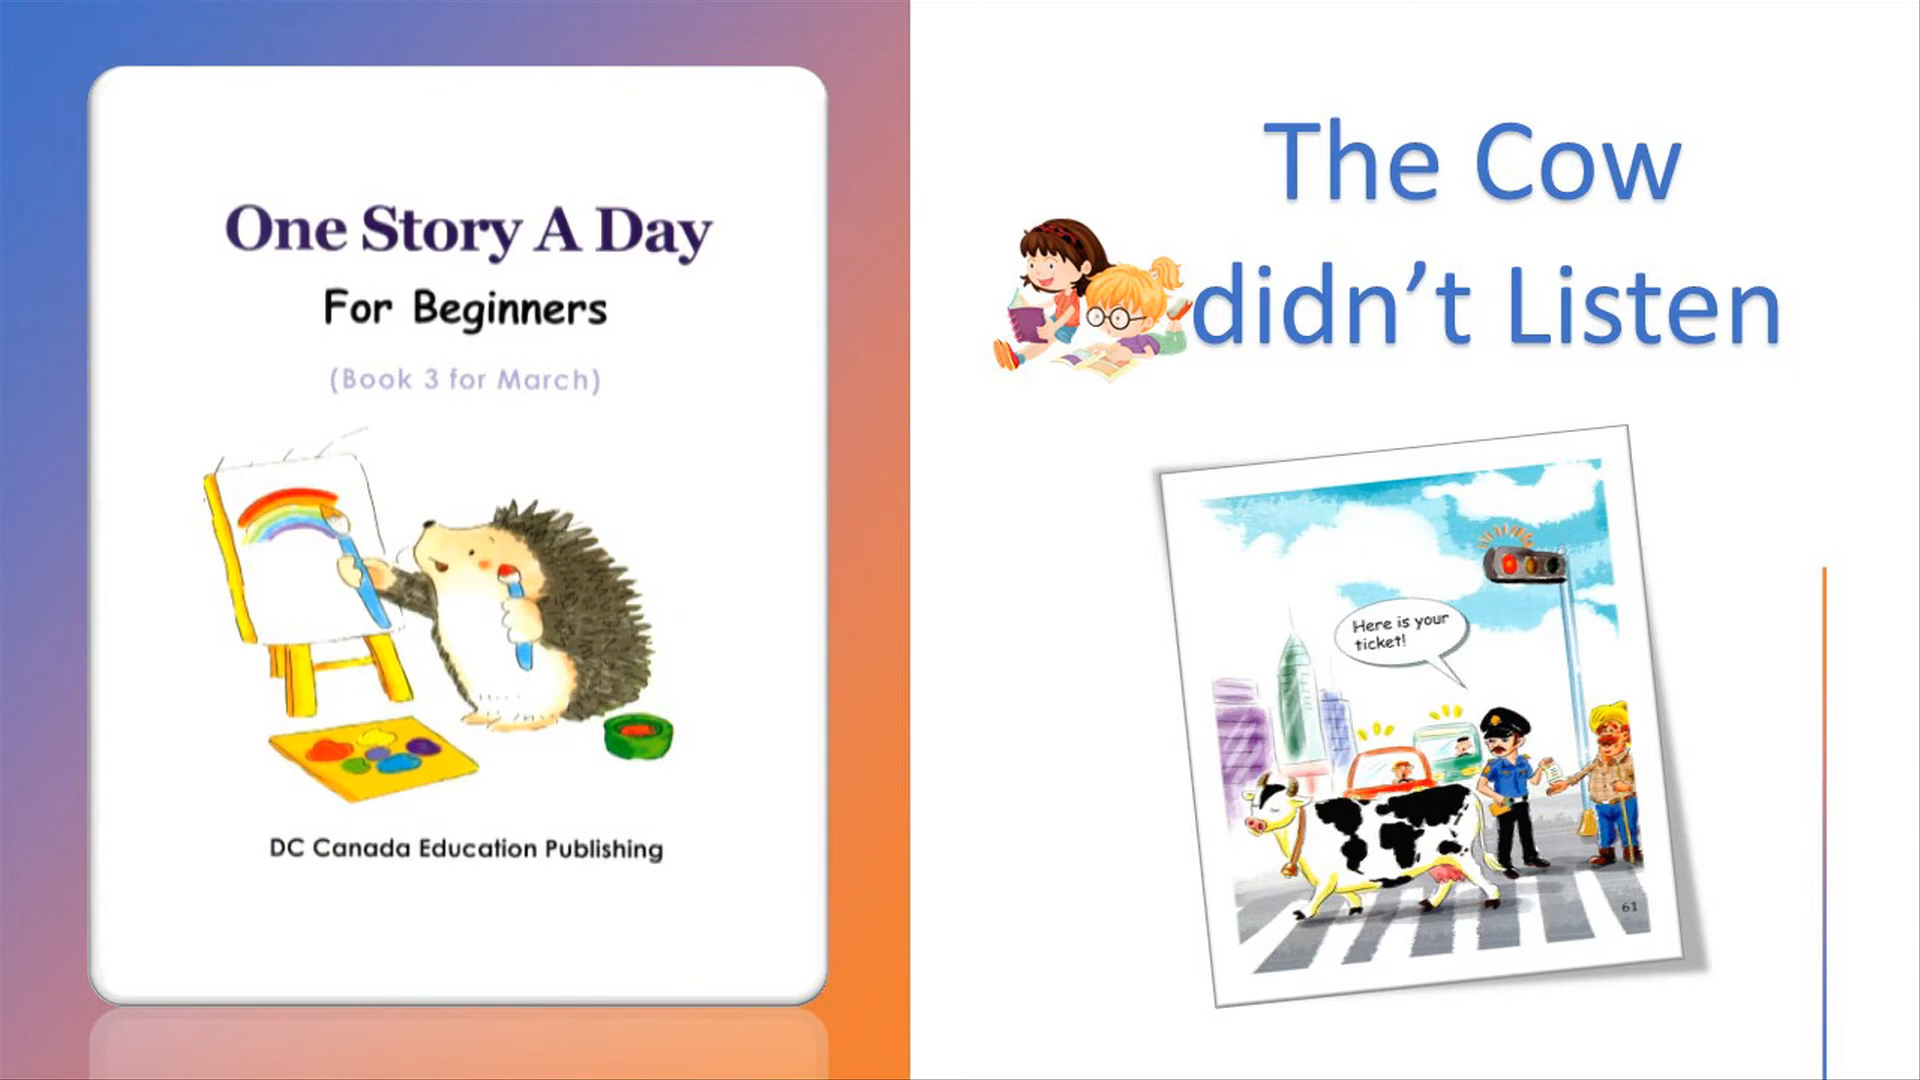 One Story A Day
For Beginners
(Book 3 for March)
DC Canada Education Publishing
The Cow
didn’t Listen
Here is your
ticket!
61